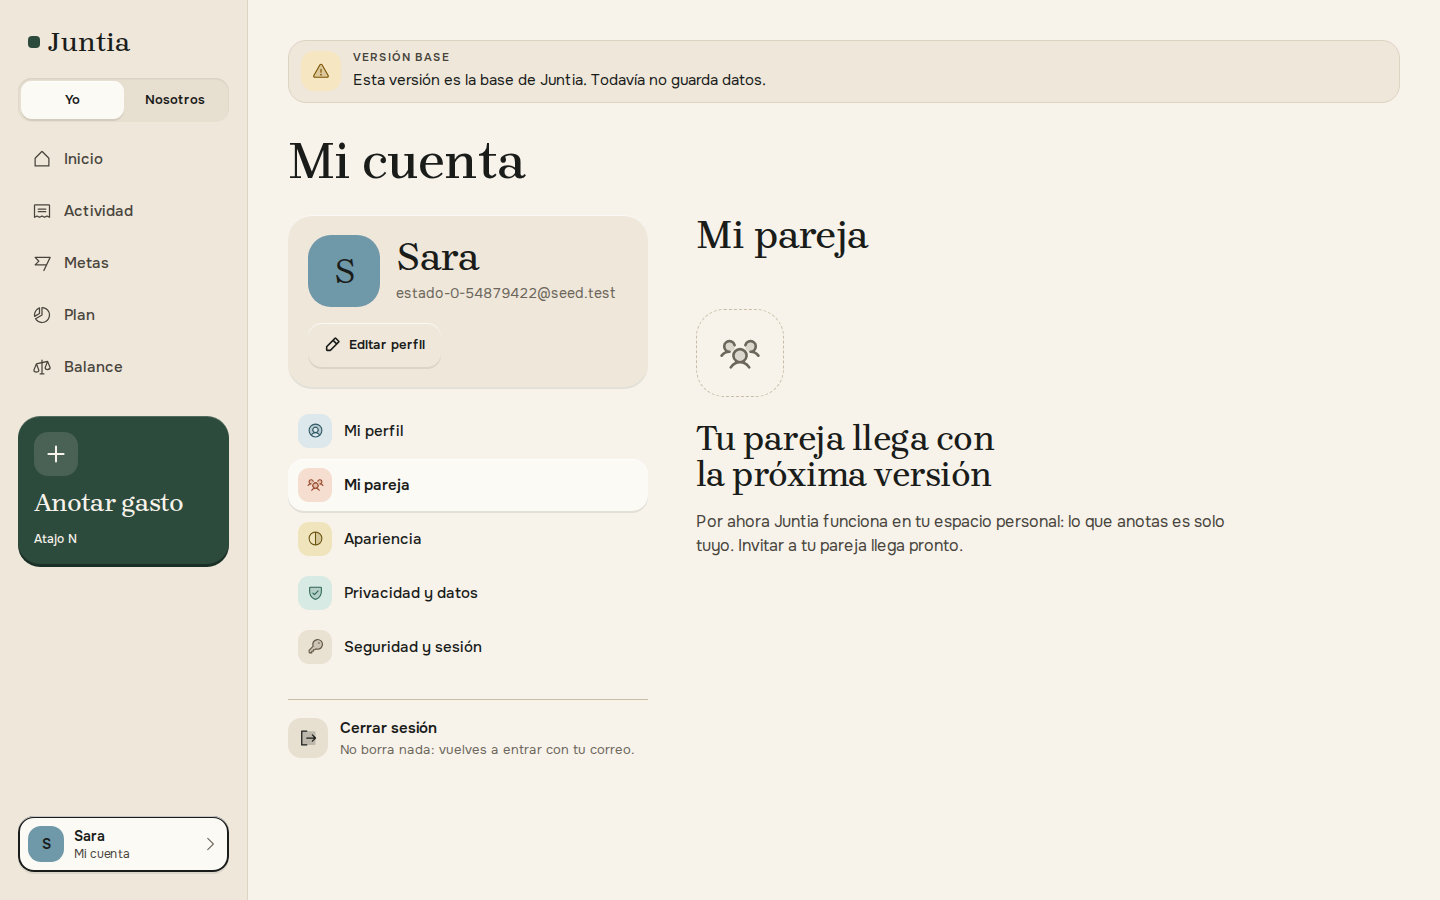 Juntia
Yo
Nosotros
Inicio
Actividad
Metas
Plan
Balance
Anotar gasto
Atajo N
S
Sara
Mi cuenta
VERSIÓN BASE
Esta versión es la base de Juntia. Todavía no guarda datos.
Mi cuenta
S
Sara
estado-0-54879422@seed.test
Editar perfil
Mi perfil
Mi pareja
Apariencia
Privacidad y datos
Seguridad y sesión
Cerrar sesión
No borra nada: vuelves a entrar con tu correo.
Mi pareja
Tu pareja llega con
la próxima versión
Por ahora Juntia funciona en tu espacio personal: lo que anotas es solo
tuyo. Invitar a tu pareja llega pronto.